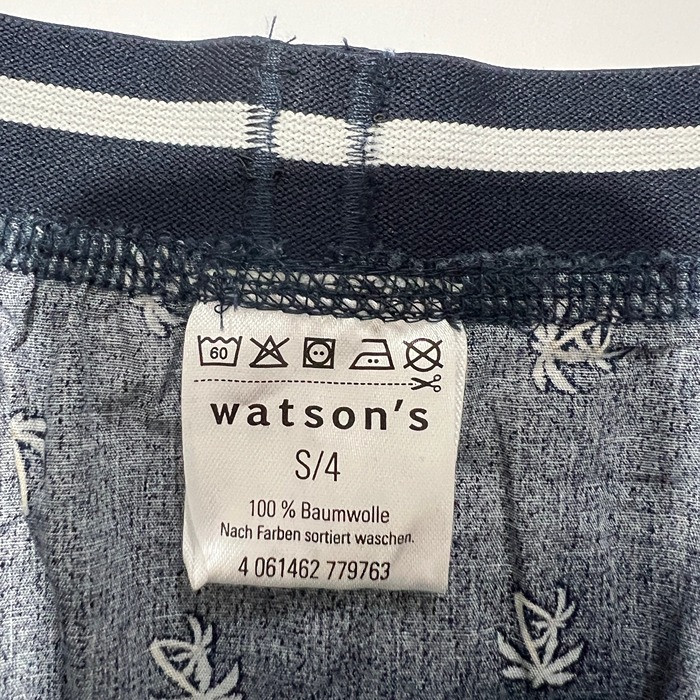 60
watson's
S/4
100 % Baumwolle
Nach Farben sortiert waschen.
4 061462 779763